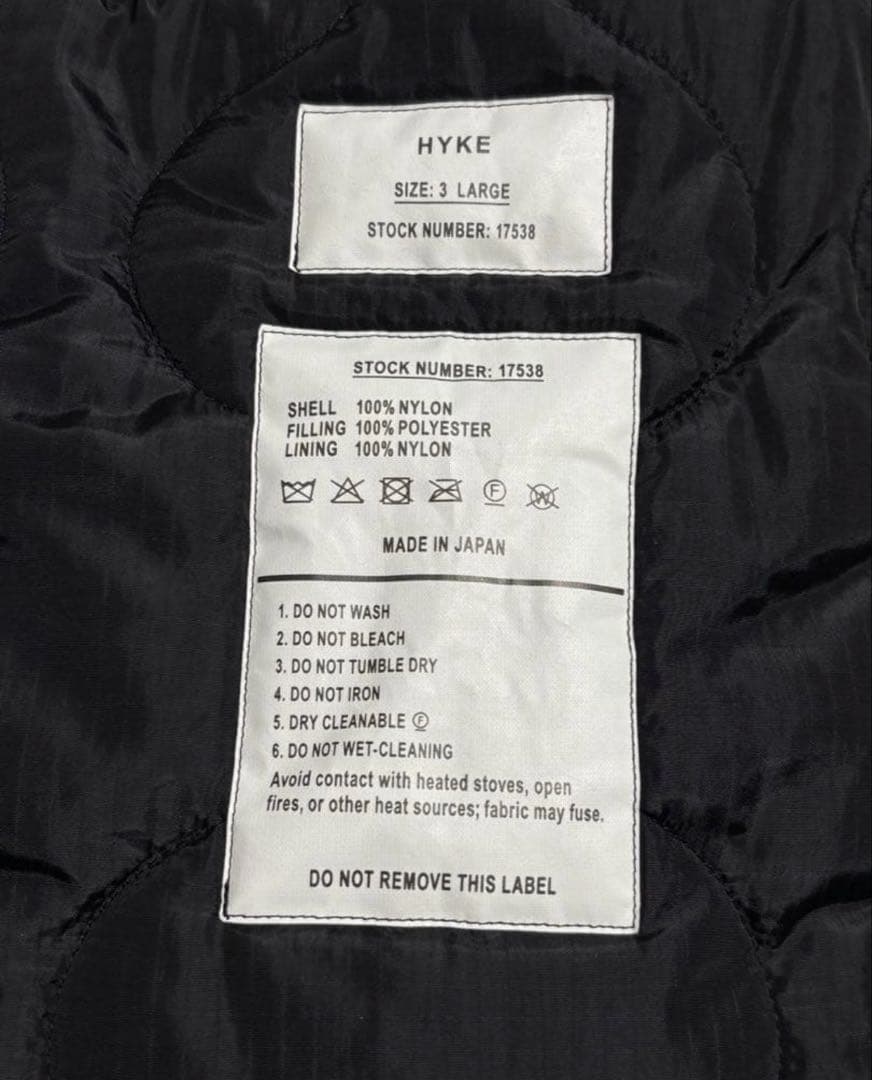 HYKE
SIZE: 3 LARGE
STOCK NUMBER: 17538
STOCK NUMBER: 17538
SHELL 100% NYLON
FILLING 100% POLYESTER
LINING 100% NYLON
F W
MADE IN JAPAN
1. DO NOT WASH
2. DO NOT BLEACH
3. DO NOT TUMBLE DRY
4. DO NOT IRON
5. DRY CLEANABLE Ⓕ
6. DO NOT WET-CLEANING
Avoid contact with heated stoves, open
fires, or other heat sources; fabric may fuse.
DO NOT REMOVE THIS LABEL